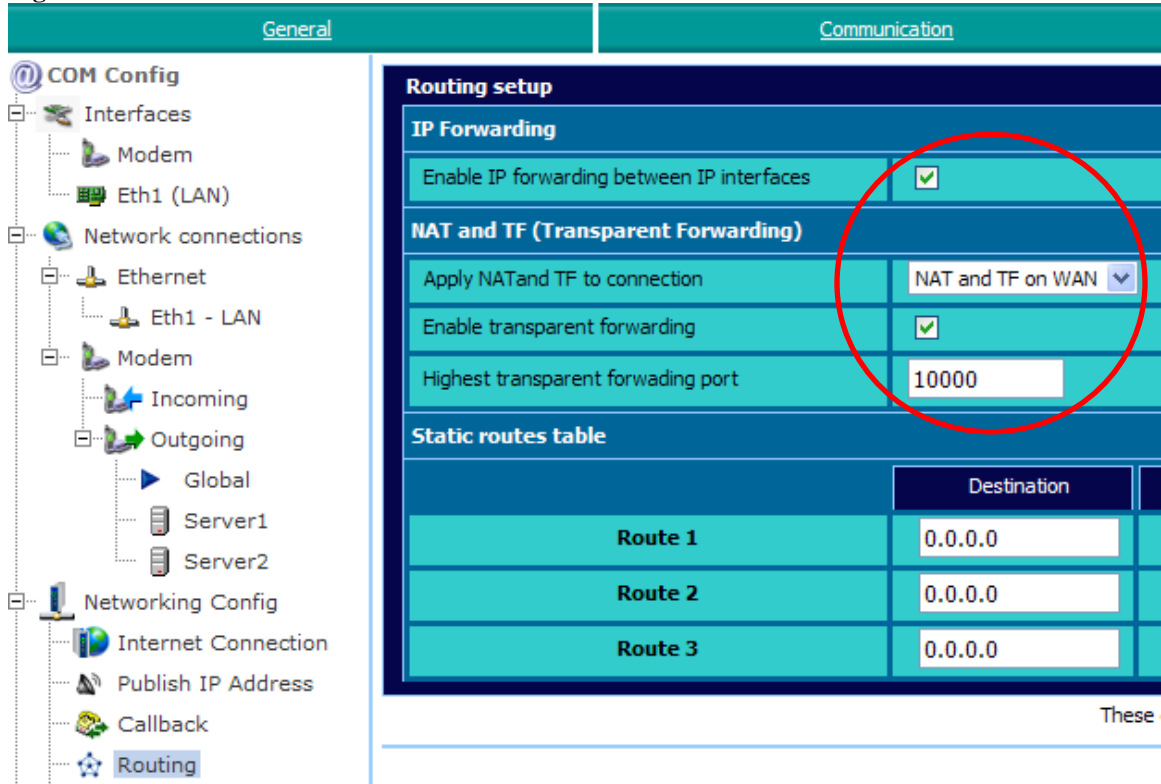 General
Communication
COM Config
Interfaces
Modem
Eth1 (LAN)
Network connections
Ethernet
Eth1 - LAN
Modem
Incoming
Outgoing
Global
Server1
Server2
Networking Config
Internet Connection
Publish IP Address
Callback
Routing
Routing setup
IP Forwarding
Enable IP forwarding between IP interfaces
NAT and TF (Transparent Forwarding)
Apply NATand TF to connection NAT and TF on WAN
Enable transparent forwarding
Highest transparent forwading port 10000
Static routes table
Destination
Route 1 0.0.0.0
Route 2 0.0.0.0
Route 3 0.0.0.0
These